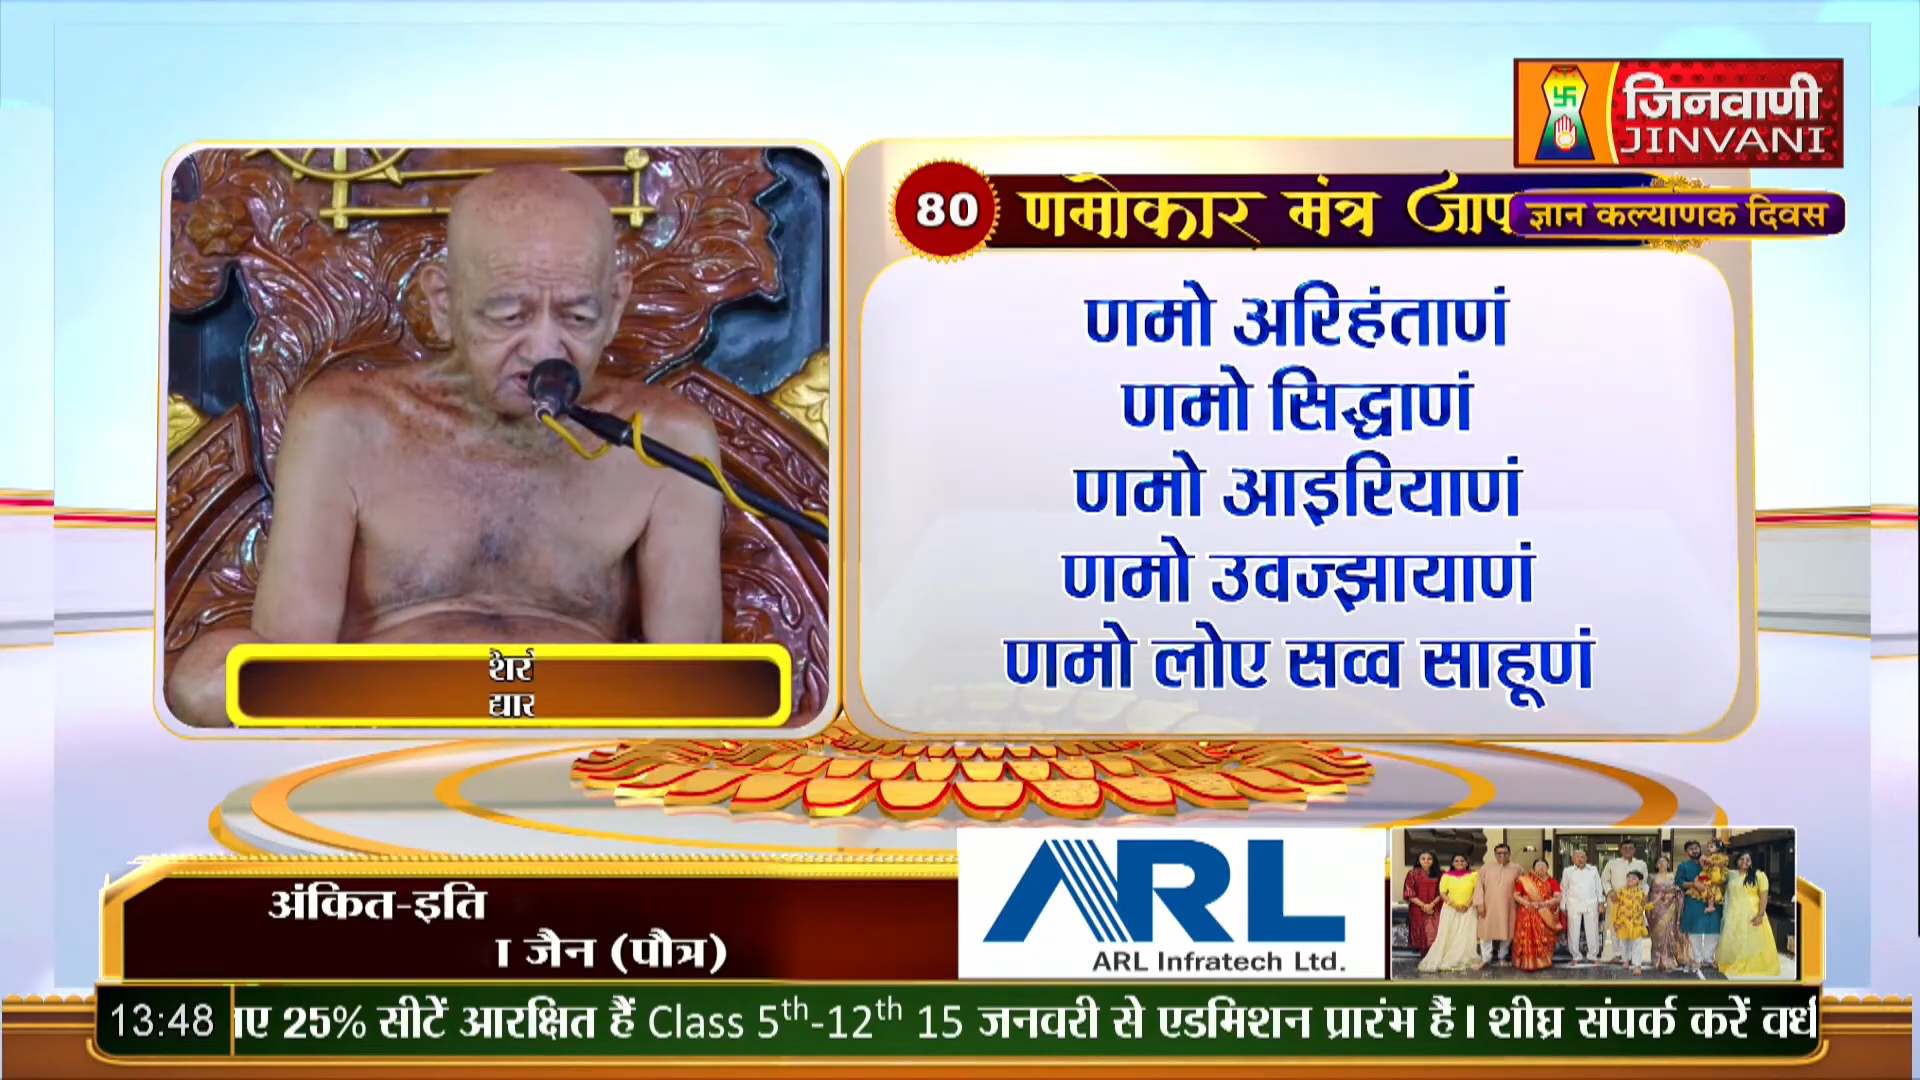 जिनवाणी
JINVANI
80 णमोकार मंत्र जाप
ज्ञान कल्याणक दिवस
णमो अरिहंताणं
णमो सिद्धाणं
णमो आइरियाणं
णमो उवज्झायाणं
णमो लोए सव्व साहूणं
अंकित-इति
। जैन (पौत्र)
ARL
ARL Infratech Ltd.
13:48 25% सीटें आरक्षित हैं Class 5th-12th 15 जनवरी से एडमिशन प्रारंभ हैं। शीघ्र संपर्क करें